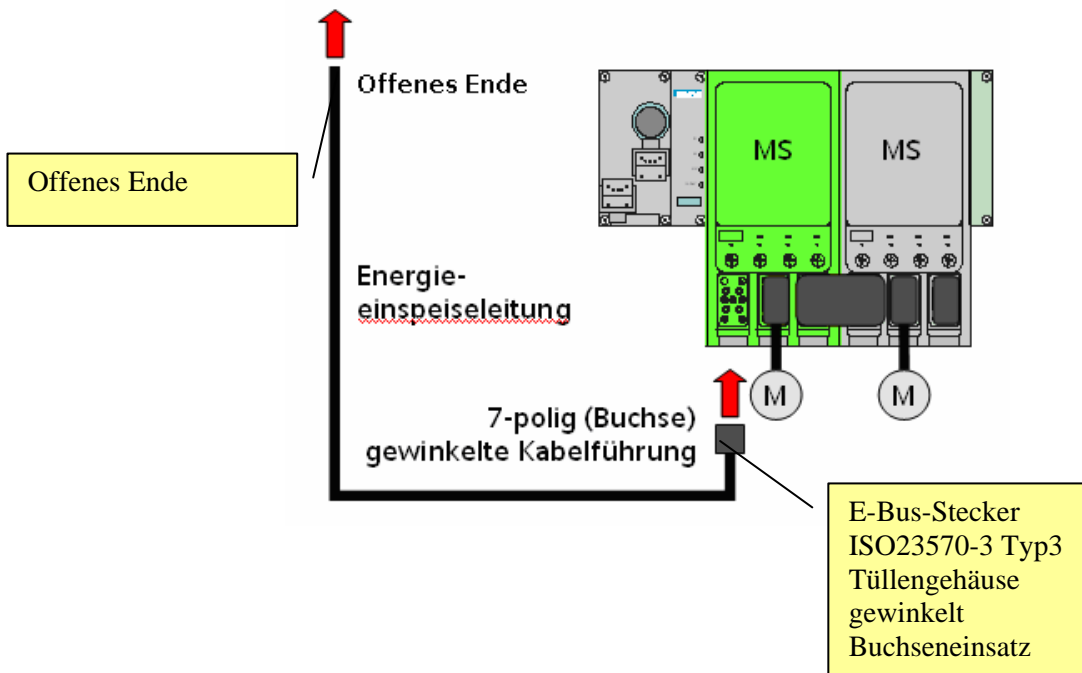 Offenes Ende
Offenes Ende
MS
MS
Energie-
einspeiseleitung
M
M
7-polig (Buchse)
gewinkelte Kabelführung
E-Bus-Stecker
ISO23570-3 Typ3
Tüllengehäuse
gewinkelt
Buchseneinsatz